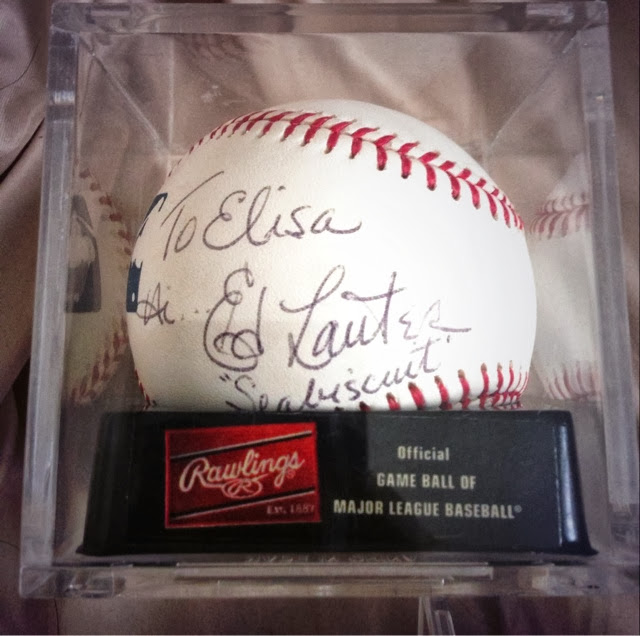 To Elisa
Hi... Ed Lauter
"Seabiscuit"
Rawlings®
R
Est. 1887
Official
GAME BALL OF
MAJOR LEAGUE BASEBALL®